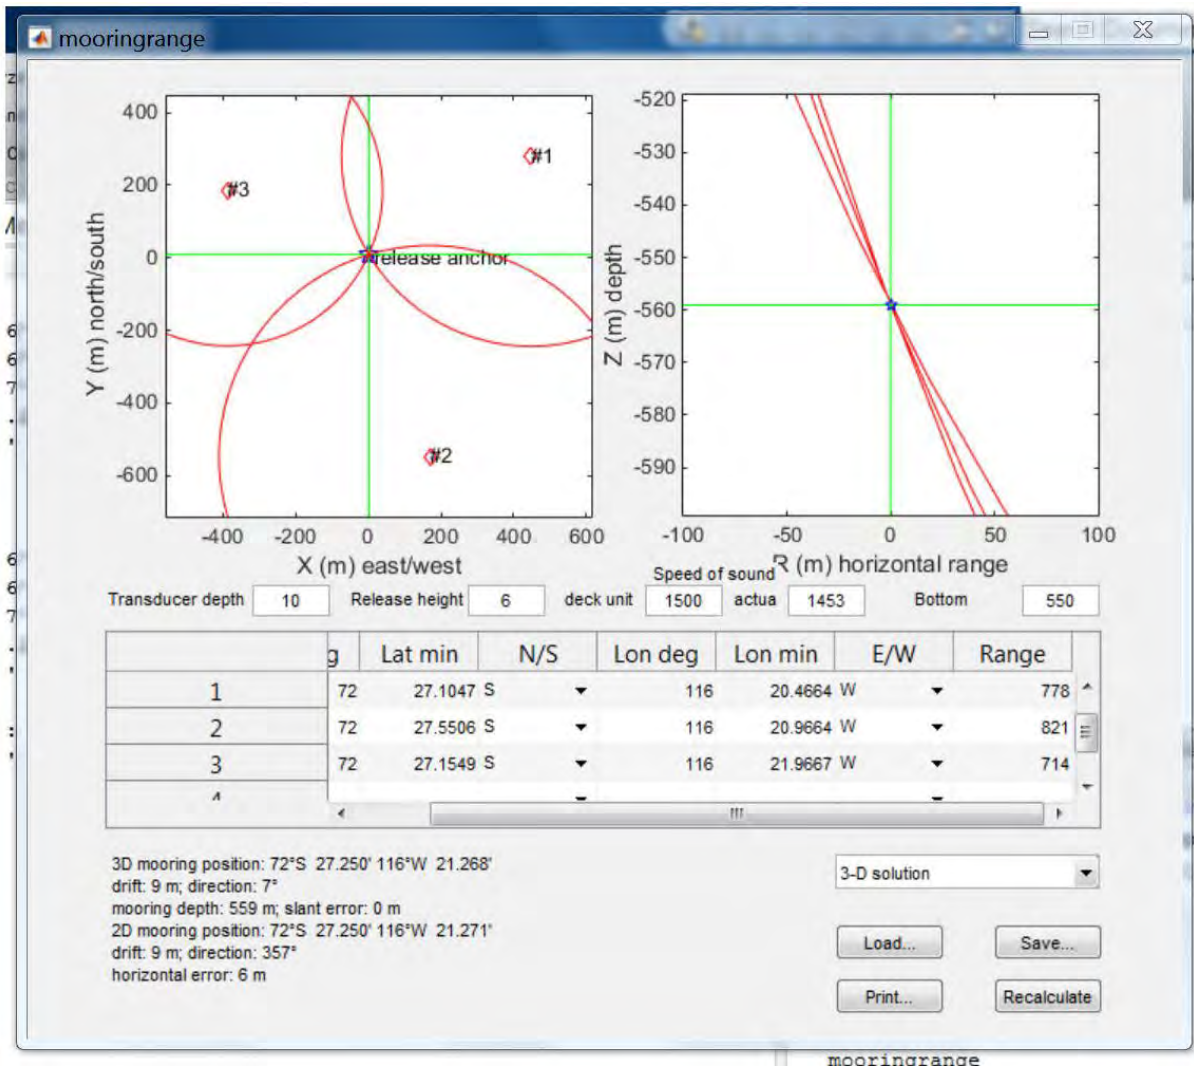 mooringrange
400
200
0
-200
-400
-600
Y (m) north/south
-400 -200 0 200 400 600
X (m) east/west
#1
#3
release anchor
#2
-520
-530
-540
-550
-560
-570
-580
-590
Z (m) depth
-100 -50 0 50 100
R (m) horizontal range
Speed of sound
Transducer depth 10 Release height 6 deck unit 1500 actua 1453 Bottom 550
g Lat min N/S Lon deg Lon min E/W Range
1 72 27.1047 S 116 20.4664 W 778
2 72 27.5506 S 116 20.9664 W 821
3 72 27.1549 S 116 21.9667 W 714
4
3D mooring position: 72°S 27.250' 116°W 21.268'
drift: 9 m; direction: 7°
mooring depth: 559 m; slant error: 0 m
2D mooring position: 72°S 27.250' 116°W 21.271'
drift: 9 m; direction: 357°
horizontal error: 6 m
3-D solution
Load... Save...
Print... Recalculate
mooringrange